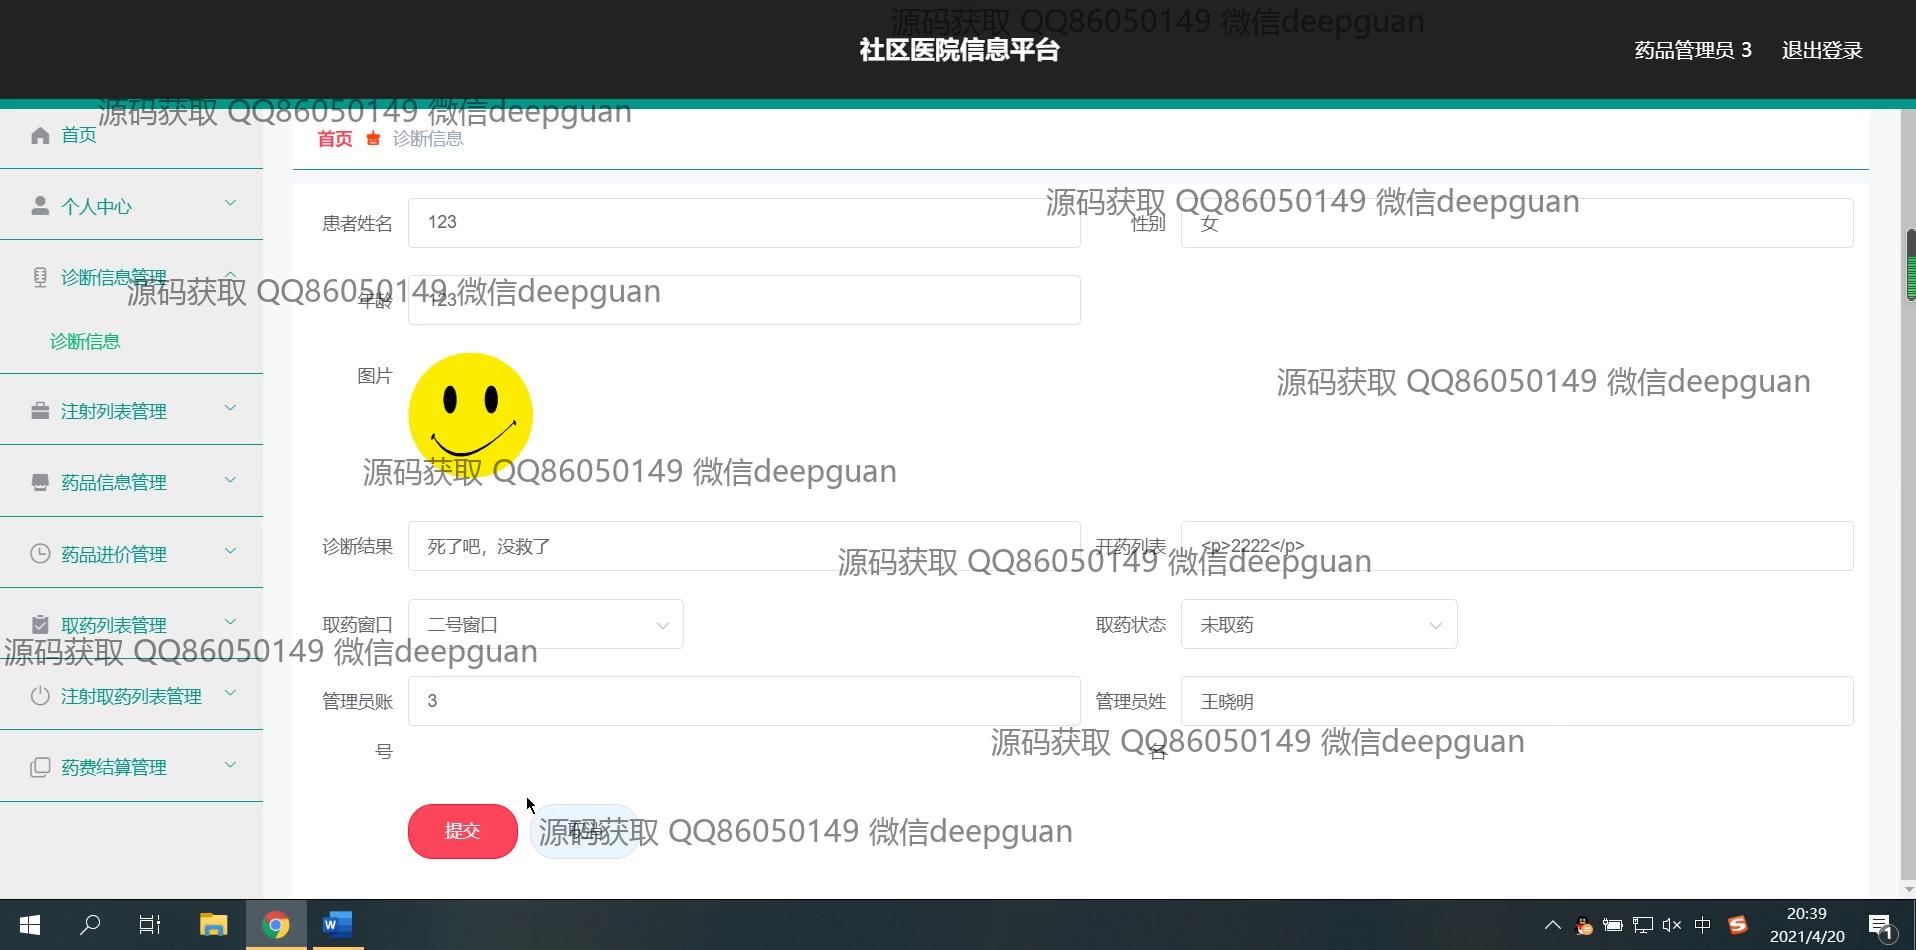 源码获取 QQ86050149 微信deepguan
社区医院信息平台
药品管理员 3
退出登录
源码获取 QQ86050149 微信deepguan
首页
首页
诊断信息
个人中心
源码获取 QQ86050149 微信deepguan
患者姓名
123
性别
女
诊断信息管理
源码获取 QQ86050149 微信deepguan
年龄
123
诊断信息
图片
源码获取 QQ86050149 微信deepguan
注射列表管理
源码获取 QQ86050149 微信deepguan
药品信息管理
诊断结果
死了吧，没救了
开药列表
<p>2222</p>
药品进价管理
源码获取 QQ86050149 微信deepguan
取药列表管理
取药窗口
二号窗口
取药状态
未取药
源码获取 QQ86050149 微信deepguan
注射取药列表管理
管理员账
号
3
管理员姓
名
王晓明
源码获取 QQ86050149 微信deepguan
药费结算管理
提交
取消
源码获取 QQ86050149 微信deepguan
中
20:39
2021/4/20
1